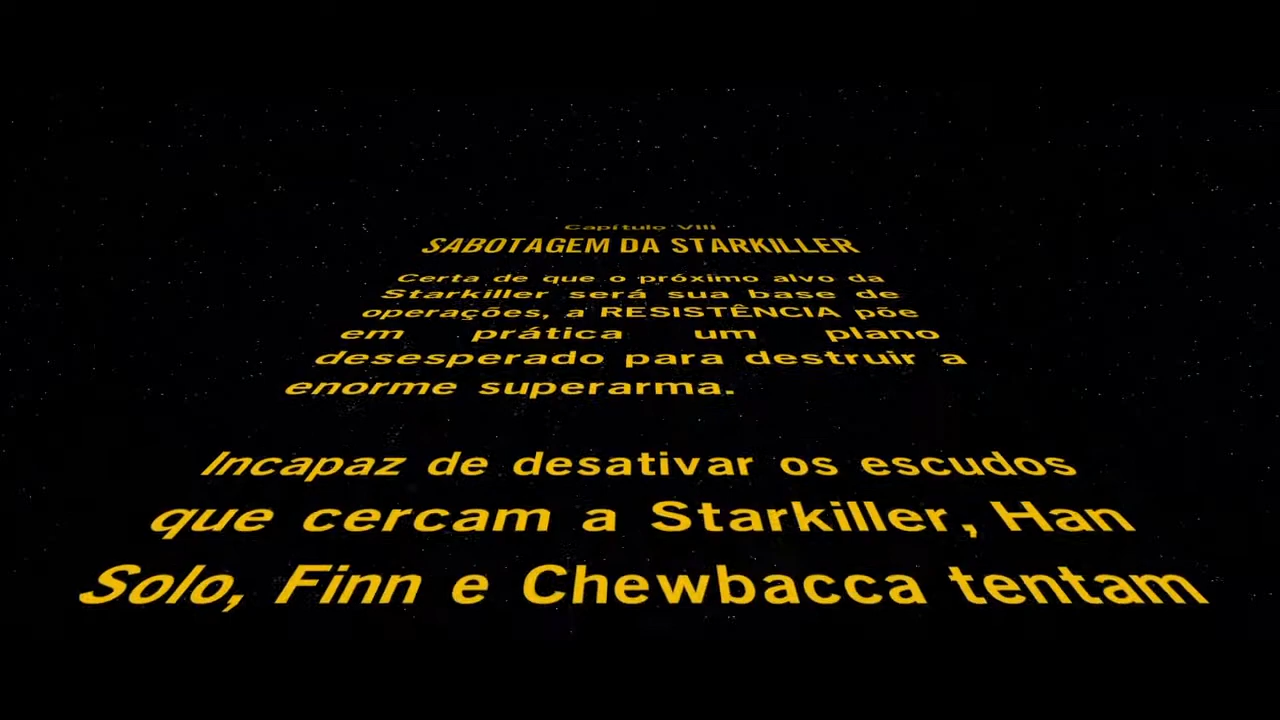 Capítulo VIII
SABOTAGEM DA STARKILLER
Certa de que o próximo alvo da
Starkiller será sua base de
operações, a RESISTÊNCIA põe
em prática um plano
desesperado para destruir a
enorme superarma.
Incapaz de desativar os escudos
que cercam a Starkiller, Han
Solo, Finn e Chewbacca tentam